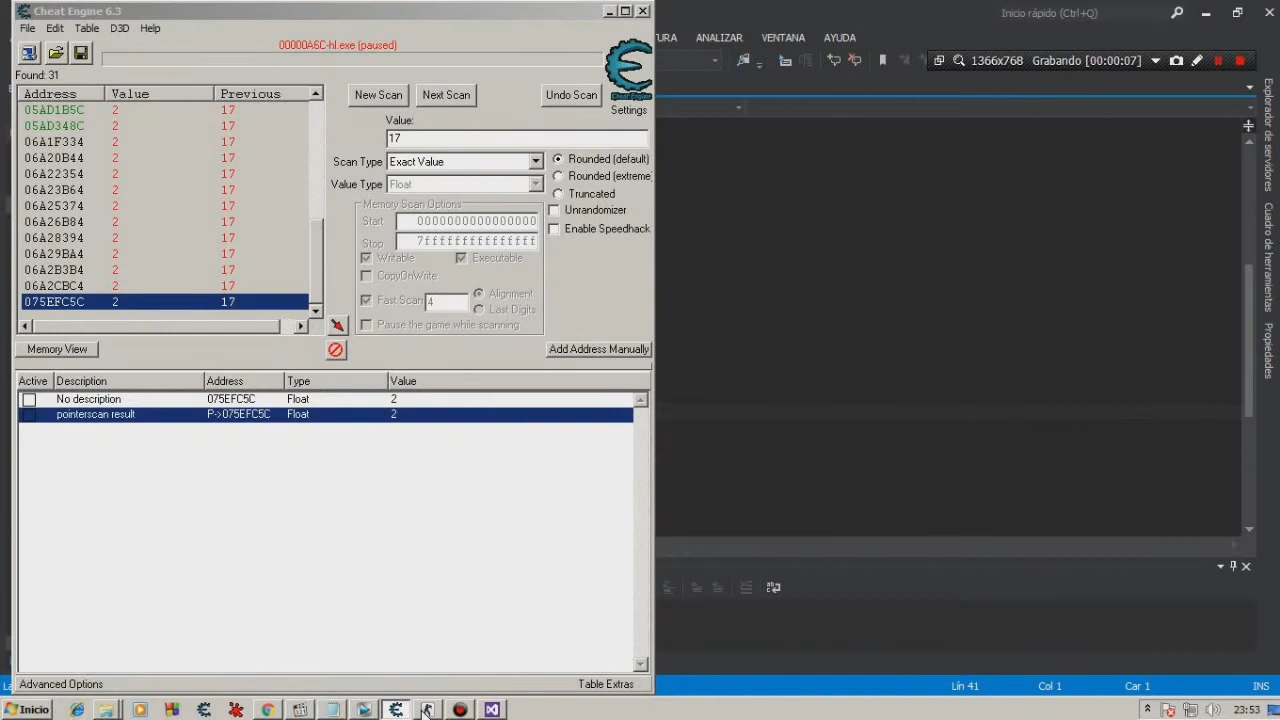 Cheat Engine 6.3
Inicio rápido (Ctrl+Q)
File Edit Table D3D Help
TURA ANALIZAR VENTANA AYUDA
00000A6C-hl.exe (paused)
1366x768 Grabando [00:00:07]
Found: 31
Address Value Previous
05AD1B5C 2 17
05AD348C 2 17
06A1F334 2 17
06A20B44 2 17
06A22354 2 17
06A23B64 2 17
06A25374 2 17
06A26B84 2 17
06A28394 2 17
06A29BA4 2 17
06A2B3B4 2 17
06A2CBC4 2 17
075EFC5C 2 17
New Scan Next Scan Undo Scan
Cheat Engine
Settings
Value:
17
Scan Type Exact Value
Value Type Float
Rounded (default)
Rounded (extreme
Truncated
Unrandomizer
Enable Speedhack
Memory Scan Options
Start 0000000000000000
Stop 7fffffffffffffff
Writable Executable
CopyOnWrite
Fast Scan 4 Alignment
Last Digits
Pause the game while scanning
Memory View Add Address Manually
Active Description Address Type Value
No description 075EFC5C Float 2
pointerscan result P->075EFC5C Float 2
Advanced Options Table Extras
Explorador de servidores
Cuadro de herramientas
Propiedades
Lín 41 Col 1 Car 1 INS
Inicio 23:53